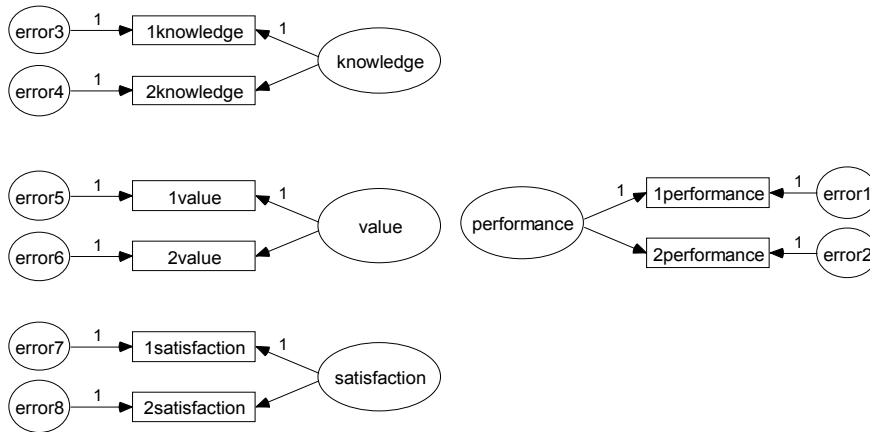 error3
1
1knowledge
1
knowledge
error4
1
2knowledge
error5
1
1value
1
value
error6
1
2value
performance
1
1performance
1
error1
2performance
1
error2
error7
1
1satisfaction
1
satisfaction
error8
1
2satisfaction